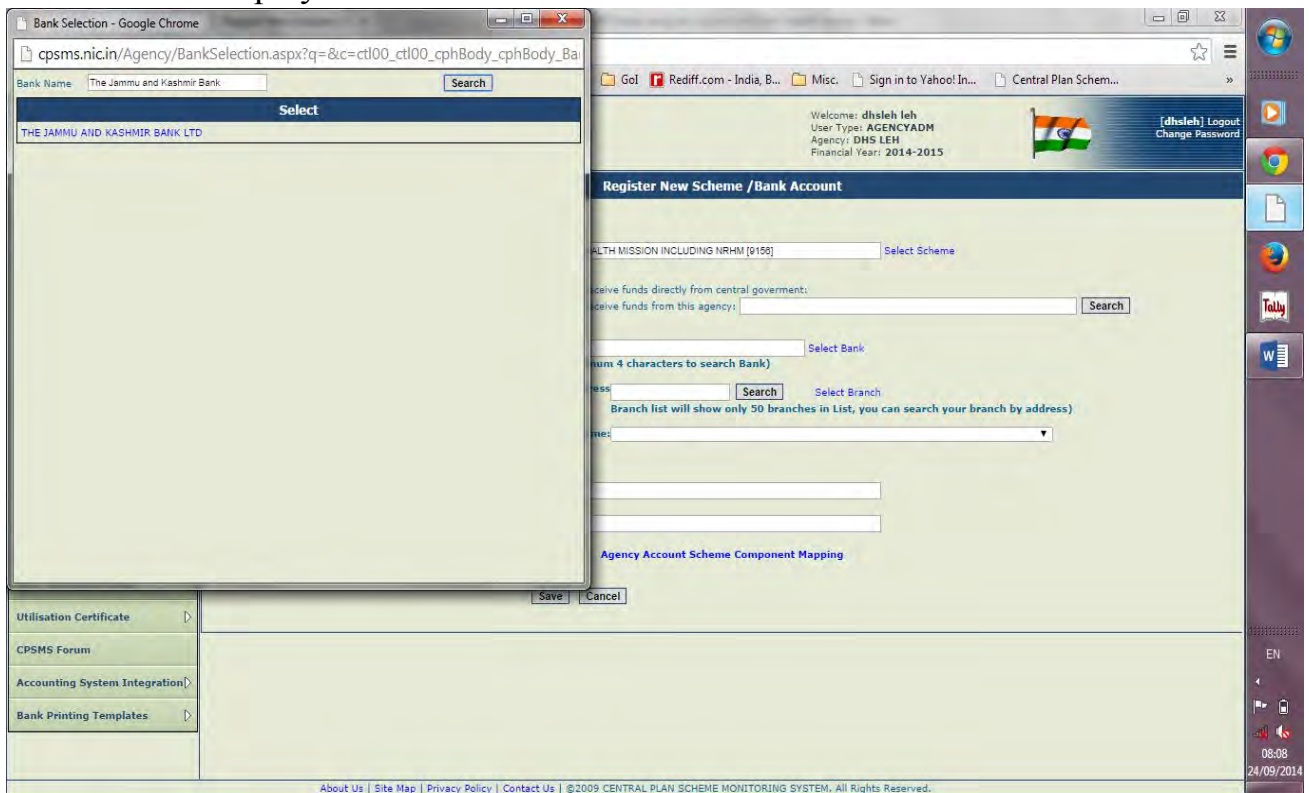 Bank Selection - Google Chrome
cpsms.nic.in/Agency/BankSelection.aspx?q=&c=ctl00_ctl00_cphBody_cphBody_Ba
Bank Name The Jammu and Kashmir Bank Search
Select
THE JAMMU AND KASHMIR BANK LTD
GoI Rediff.com - India, B... Misc. Sign in to Yahoo! In... Central Plan Schem... »
Welcome: dhsleh leh
User Type: AGENCYADM
Agency: DHS LEH
Financial Year: 2014-2015
[dhsleh] Logout
Change Password
Register New Scheme /Bank Account
ALTH MISSION INCLUDING NRHM [9156] Select Scheme
ceive funds directly from central goverment:
ceive funds from this agency: Search
Select Bank
num 4 characters to search Bank)
ess Search Select Branch
Branch list will show only 50 branches in List, you can search your branch by address)
me:
Agency Account Scheme Component Mapping
Save Cancel
Utilisation Certificate
CPSMS Forum
Accounting System Integration
Bank Printing Templates
About Us | Site Map | Privacy Policy | Contact Us | ©2009 CENTRAL PLAN SCHEME MONITORING SYSTEM. All Rights Reserved.
Tally
W
EN
08:08
24/09/2014